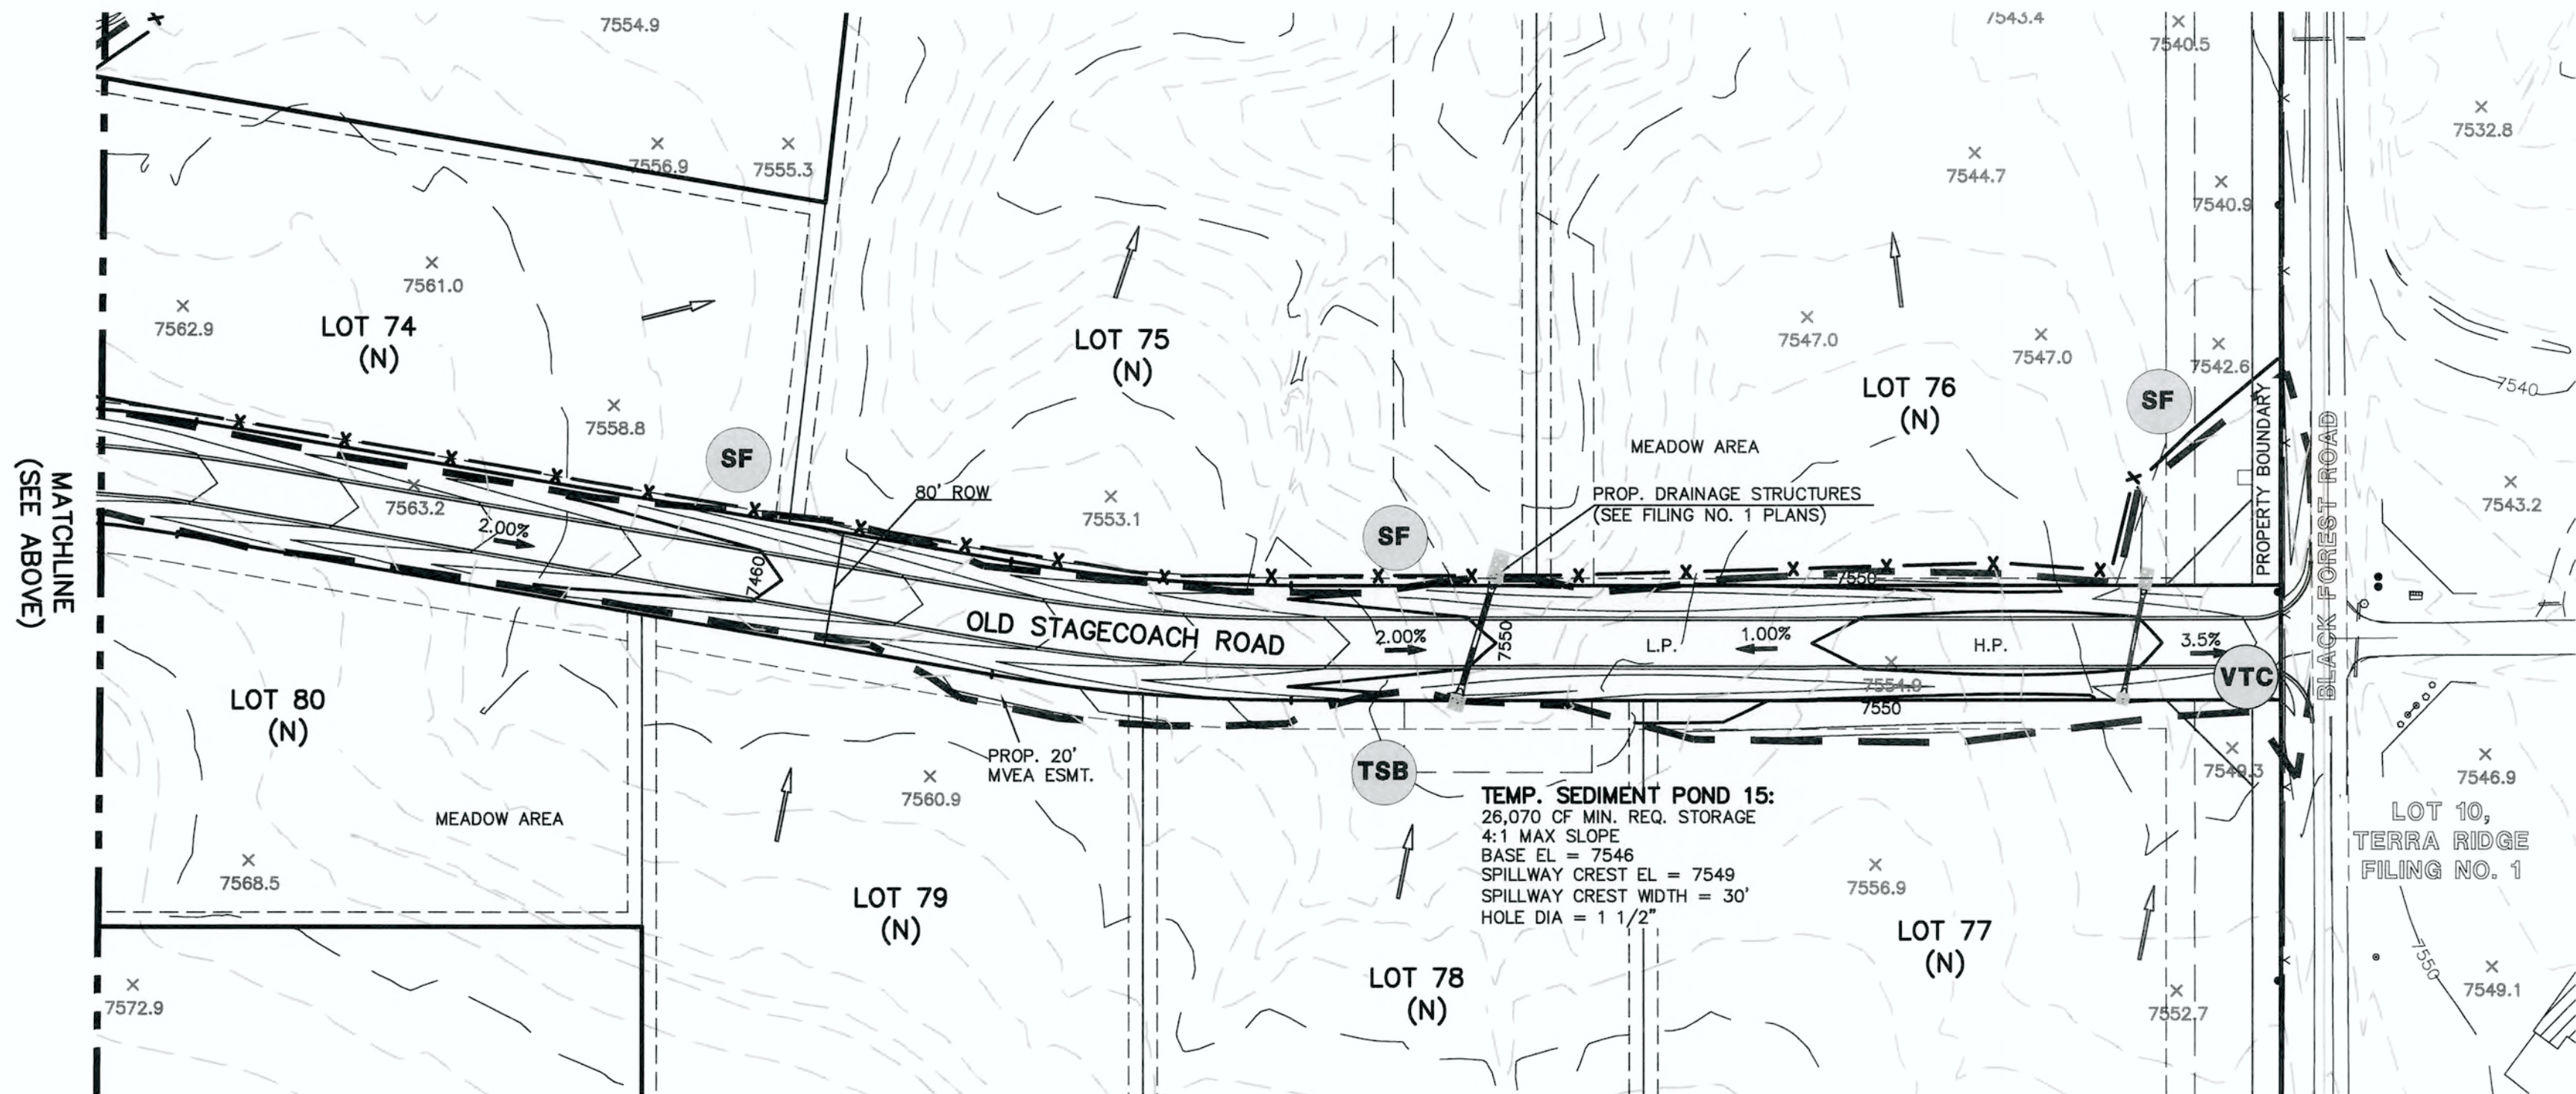 7554.9
7543.4
7540.5
7532.8
7556.9
7555.3
7544.7
7540.9
7561.0
7562.9
LOT 74
(N)
LOT 75
(N)
7547.0
7547.0
7542.6
7540
LOT 76
(N)
SF
7558.8
SF
MEADOW AREA
PROPERTY BOUNDARY
BLACK FOREST ROAD
MATCHLINE
(SEE ABOVE)
7563.2
80' ROW
7553.1
PROP. DRAINAGE STRUCTURES
(SEE FILING NO. 1 PLANS)
7543.2
SF
2.00%
7460
7550
OLD STAGECOACH ROAD
2.00%
7550
L.P.
1.00%
H.P.
3.5%
VTC
7554.9
7550
LOT 80
(N)
PROP. 20'
MVEA ESMT.
TSB
7549.3
7546.9
MEADOW AREA
7560.9
TEMP. SEDIMENT POND 15:
26,070 CF MIN. REQ. STORAGE
4:1 MAX SLOPE
BASE EL = 7546
SPILLWAY CREST EL = 7549
SPILLWAY CREST WIDTH = 30'
HOLE DIA = 1 1/2"
LOT 10,
TERRA RIDGE
FILING NO. 1
7568.5
7556.9
LOT 79
(N)
LOT 77
(N)
7550
LOT 78
(N)
7572.9
7552.7
7549.1